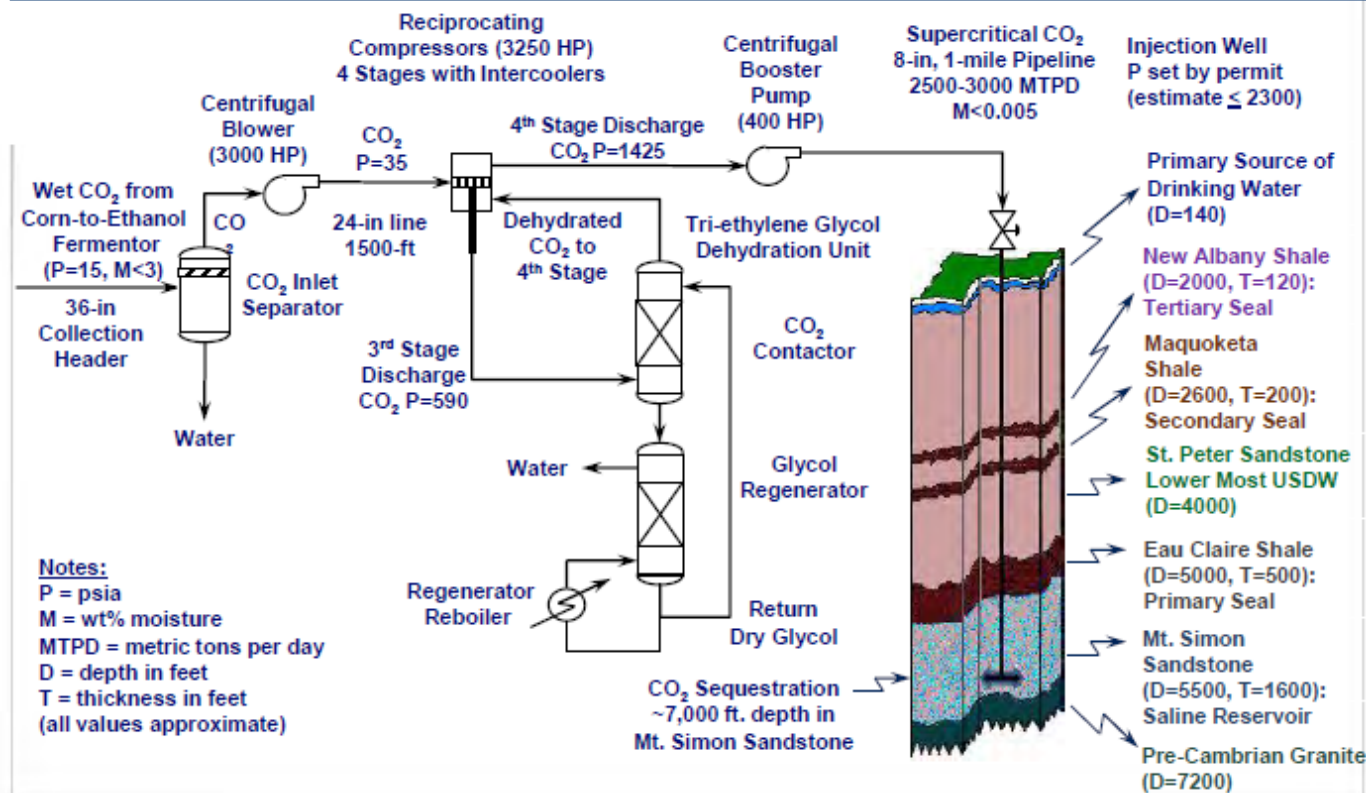 Reciprocating
Compressors (3250 HP)
4 Stages with Intercoolers
Centrifugal
Booster
Pump
(400 HP)
Supercritical CO₂
8-in, 1-mile Pipeline
2500-3000 MTPD
M<0.005
Injection Well
P set by permit
(estimate < 2300)
Centrifugal
Blower
(3000 HP)
CO₂
P=35
4th Stage Discharge
CO₂ P=1425
Wet CO₂ from
Corn-to-Ethanol
Fermentor
(P=15, M<3)
36-in
Collection
Header
CO
2
CO₂ Inlet
Separator
Water
24-in line
1500-ft
Dehydrated
CO₂ to
4th Stage
Tri-ethylene Glycol
Dehydration Unit
3rd Stage
Discharge
CO₂ P=590
CO₂
Contactor
Water
Glycol
Regenerator
Regenerator
Reboiler
Return
Dry Glycol
Primary Source of
Drinking Water
(D=140)
New Albany Shale
(D=2000, T=120):
Tertiary Seal
Maquoketa
Shale
(D=2600, T=200):
Secondary Seal
St. Peter Sandstone
Lower Most USDW
(D=4000)
Eau Claire Shale
(D=5000, T=500):
Primary Seal
Mt. Simon
Sandstone
(D=5500, T=1600):
Saline Reservoir
Pre-Cambrian Granite
(D=7200)
CO₂ Sequestration
~7,000 ft. depth in
Mt. Simon Sandstone
Notes:
P = psia
M = wt% moisture
MTPD = metric tons per day
D = depth in feet
T = thickness in feet
(all values approximate)